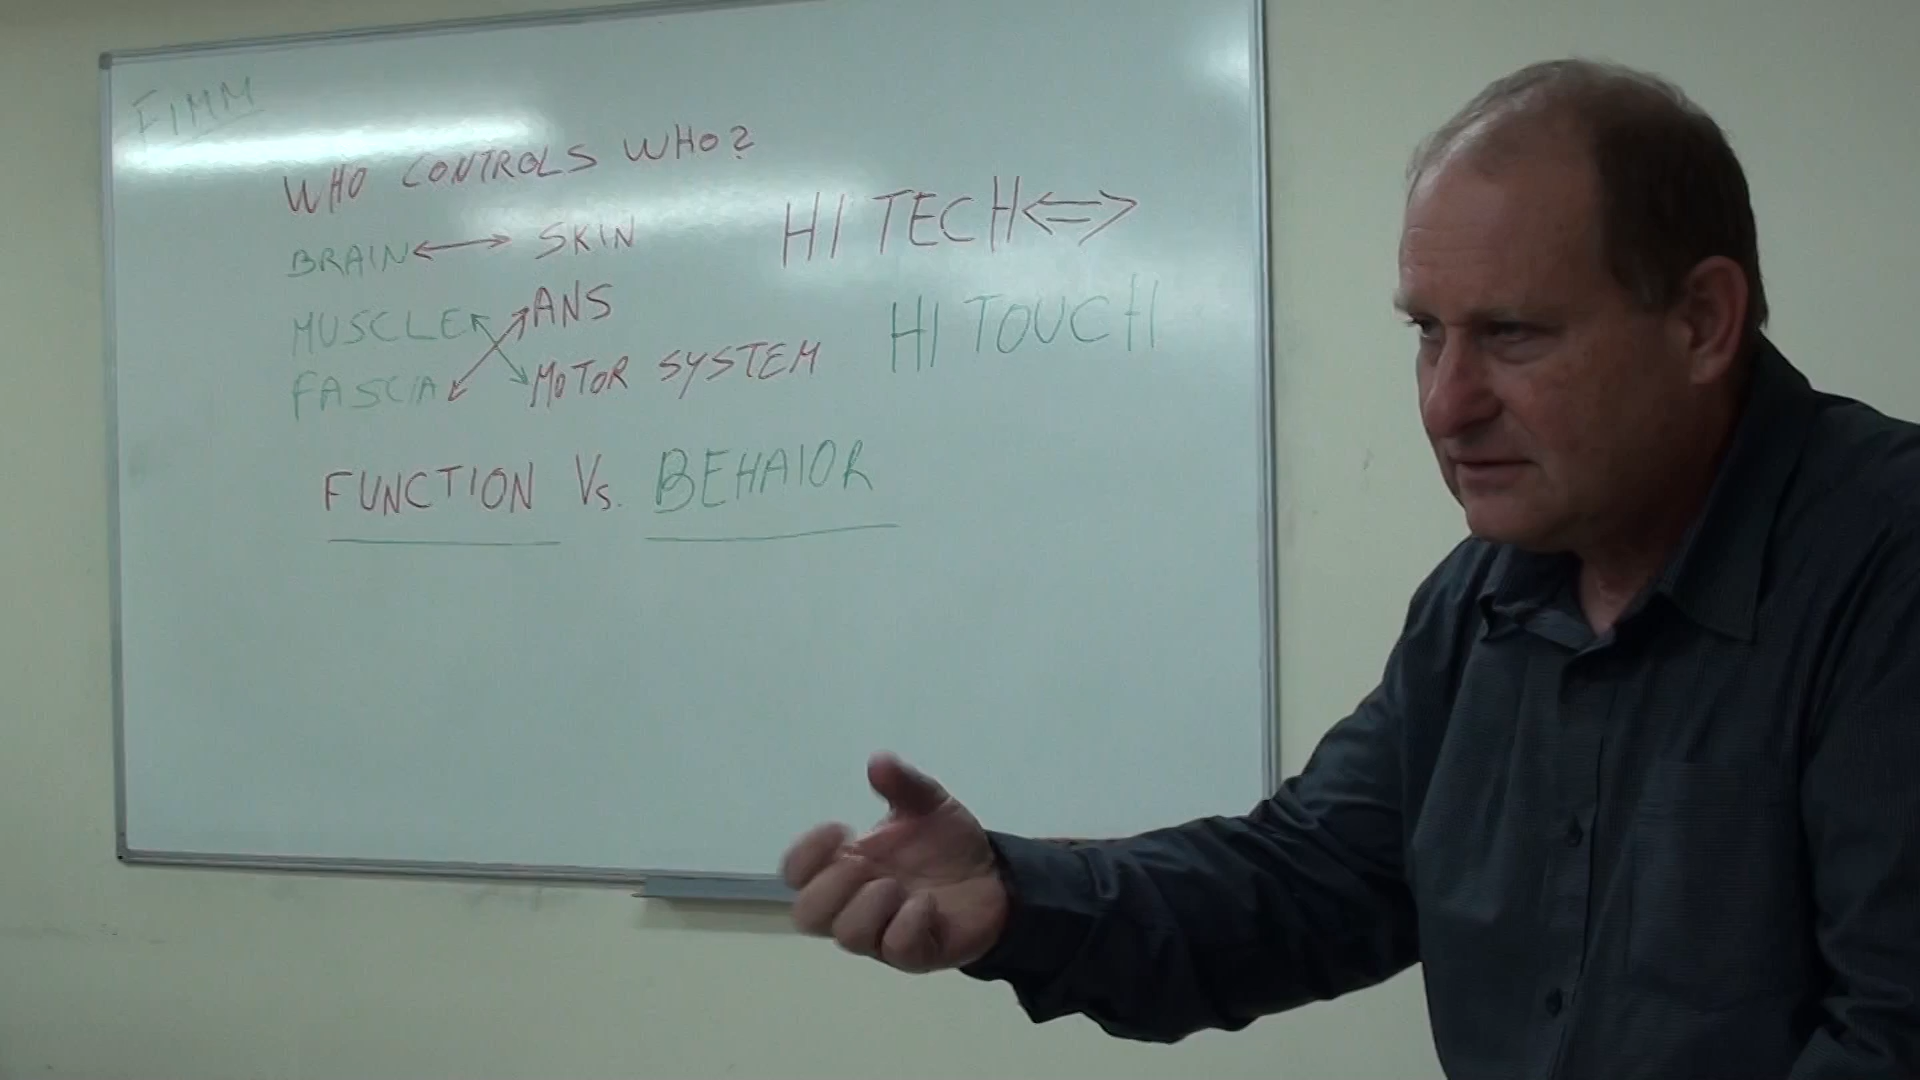 FIMM
WHO CONTROLS WHO?
BRAIN ↔ SKIN
MUSCLE ANS
FASCIA MOTOR SYSTEM
FUNCTION Vs. BEHAIOR
HI TECH ⇔
HI TOUCH